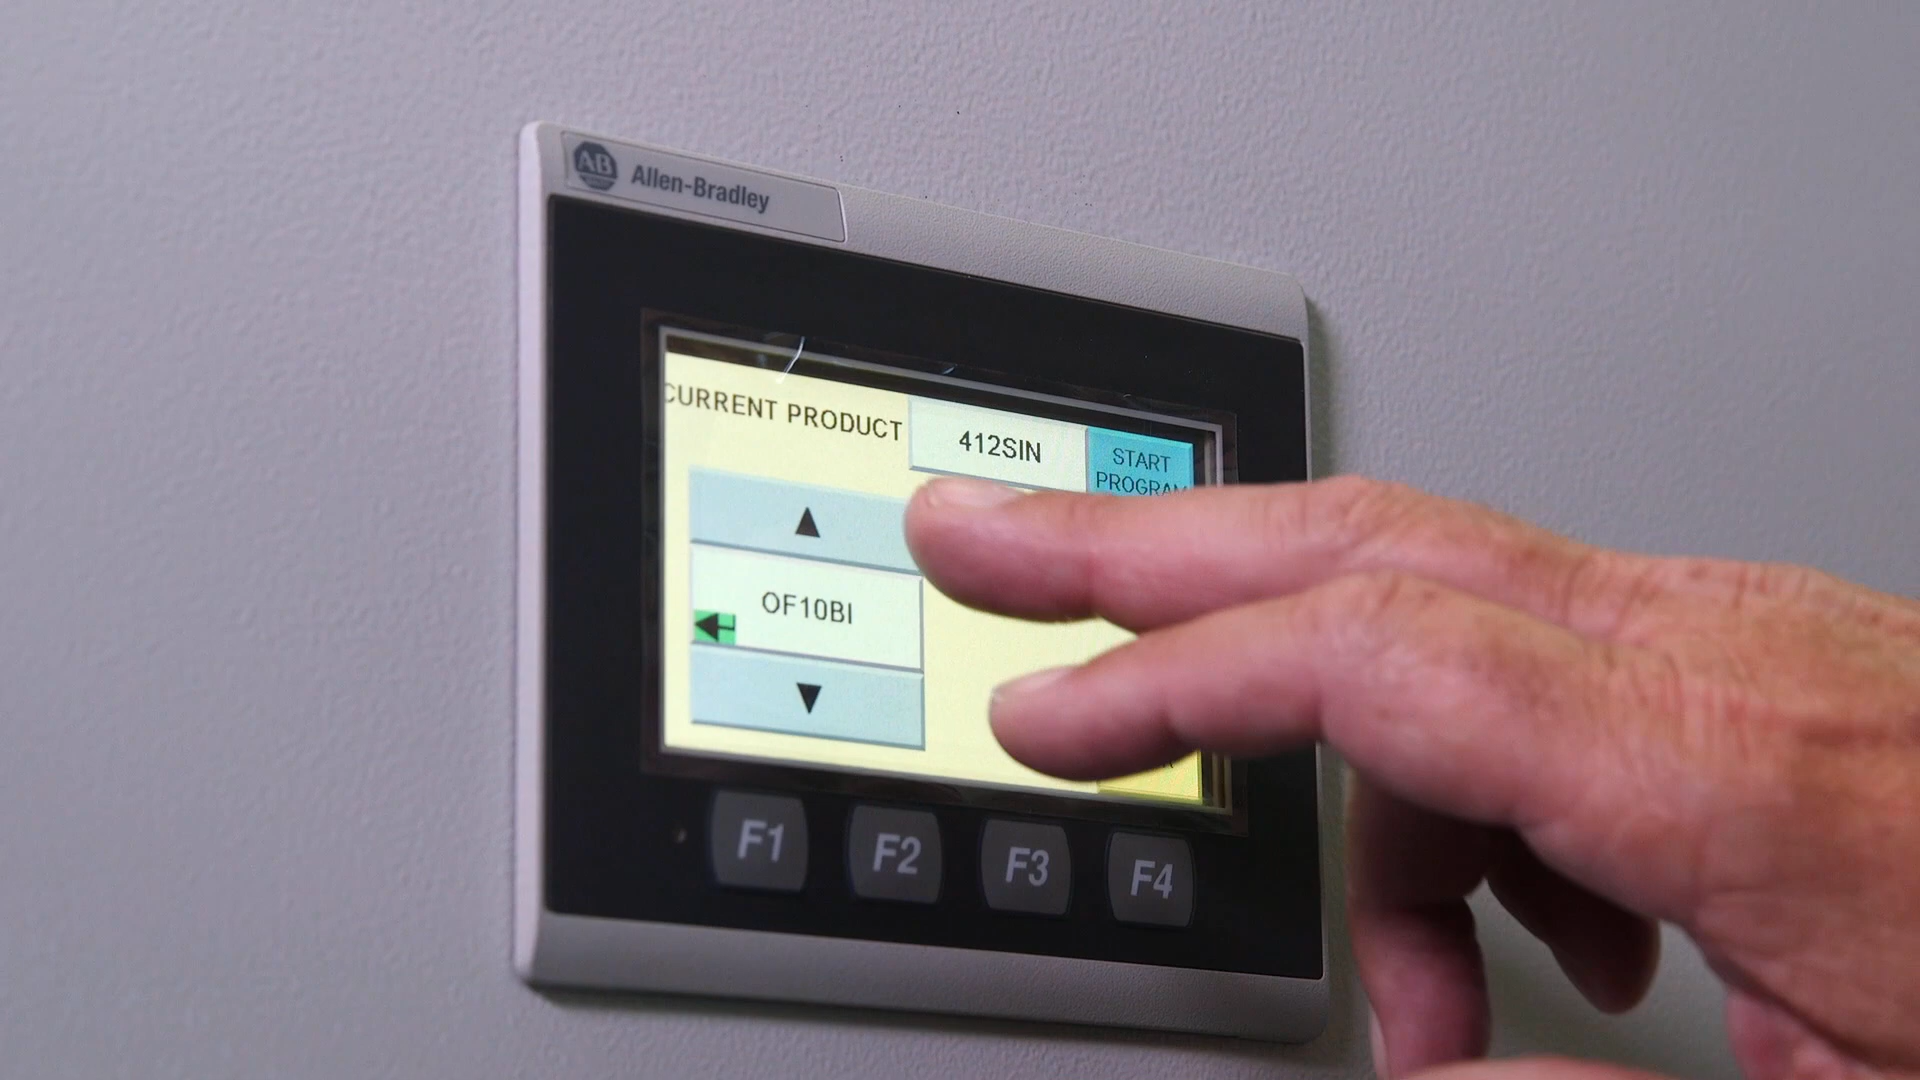 AB
Allen-Bradley
CURRENT PRODUCT
412SIN
START
PROGRAM
OF10BI
F1
F2
F3
F4